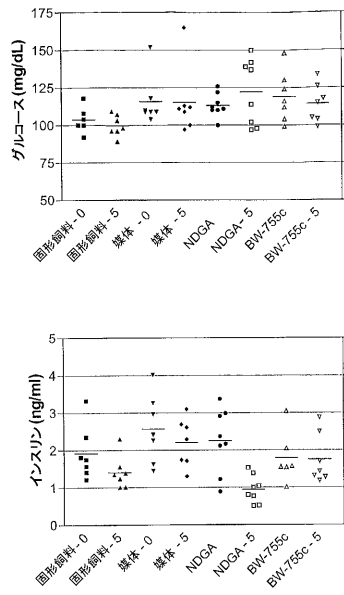 グルコース (mg/dL)
175
150
125
100
75
50
固形飼料 - 0
固形飼料 - 5
媒体 - 0
媒体 - 5
NDGA
NDGA - 5
BW-755c
BW-755c - 5
インスリン (ng/ml)
5
4
3
2
1
0
固形飼料 - 0
固形飼料 - 5
媒体 - 0
媒体 - 5
NDGA
NDGA - 5
BW-755c
BW-755c - 5